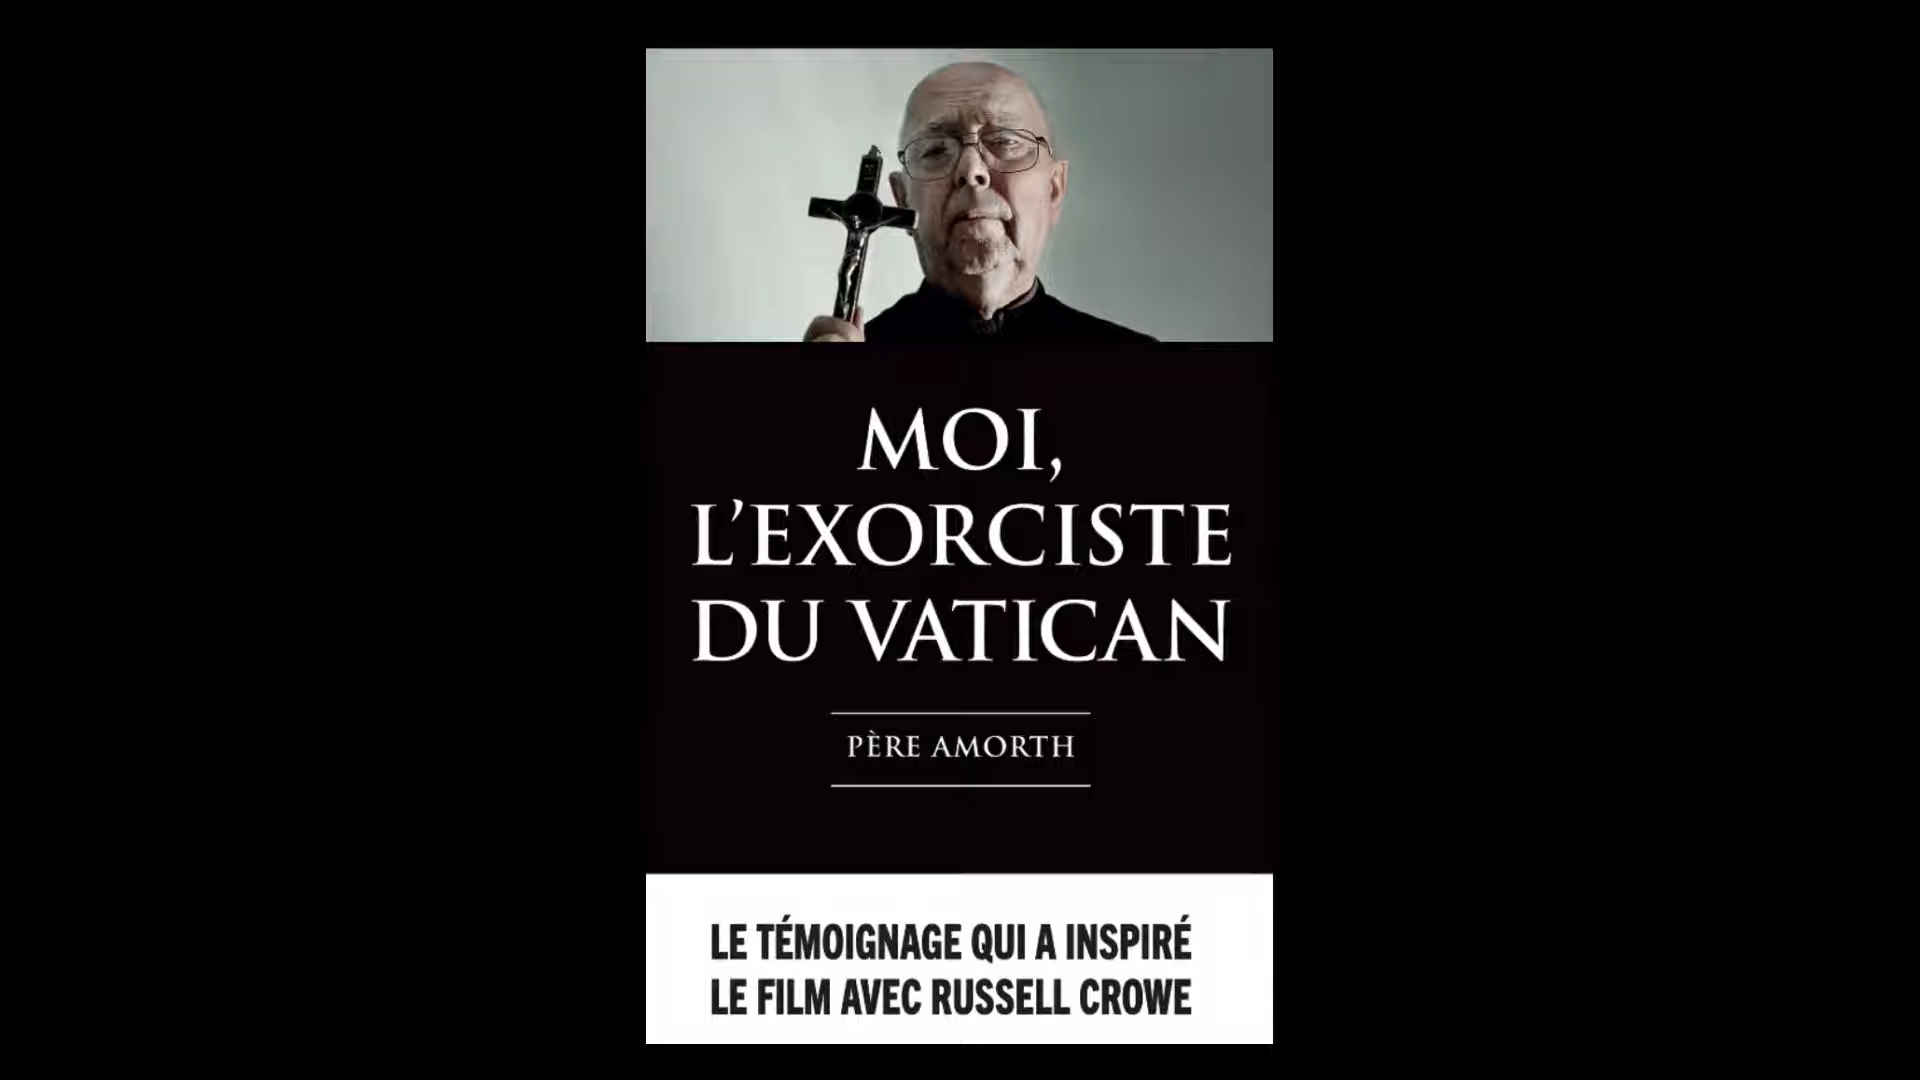 MOI,
L’EXORCISTE
DU VATICAN
PÈRE AMORTH
LE TÉMOIGNAGE QUI A INSPIRÉ
LE FILM AVEC RUSSELL CROWE